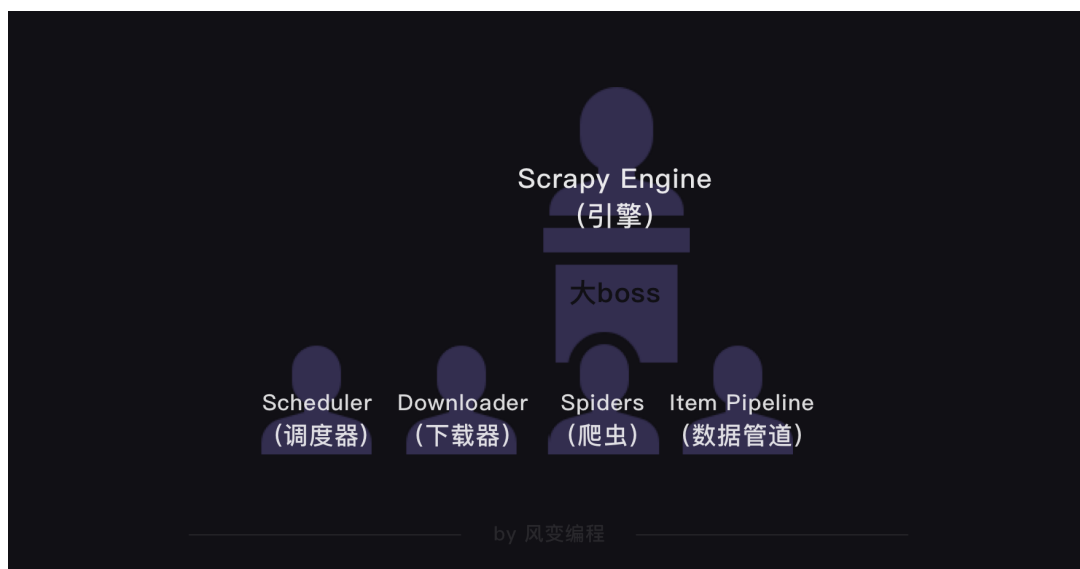 Scrapy Engine
(引擎)
大boss
Scheduler
(调度器)
Downloader
(下载器)
Spiders
(爬虫)
Item Pipeline
(数据管道)
by 风变编程